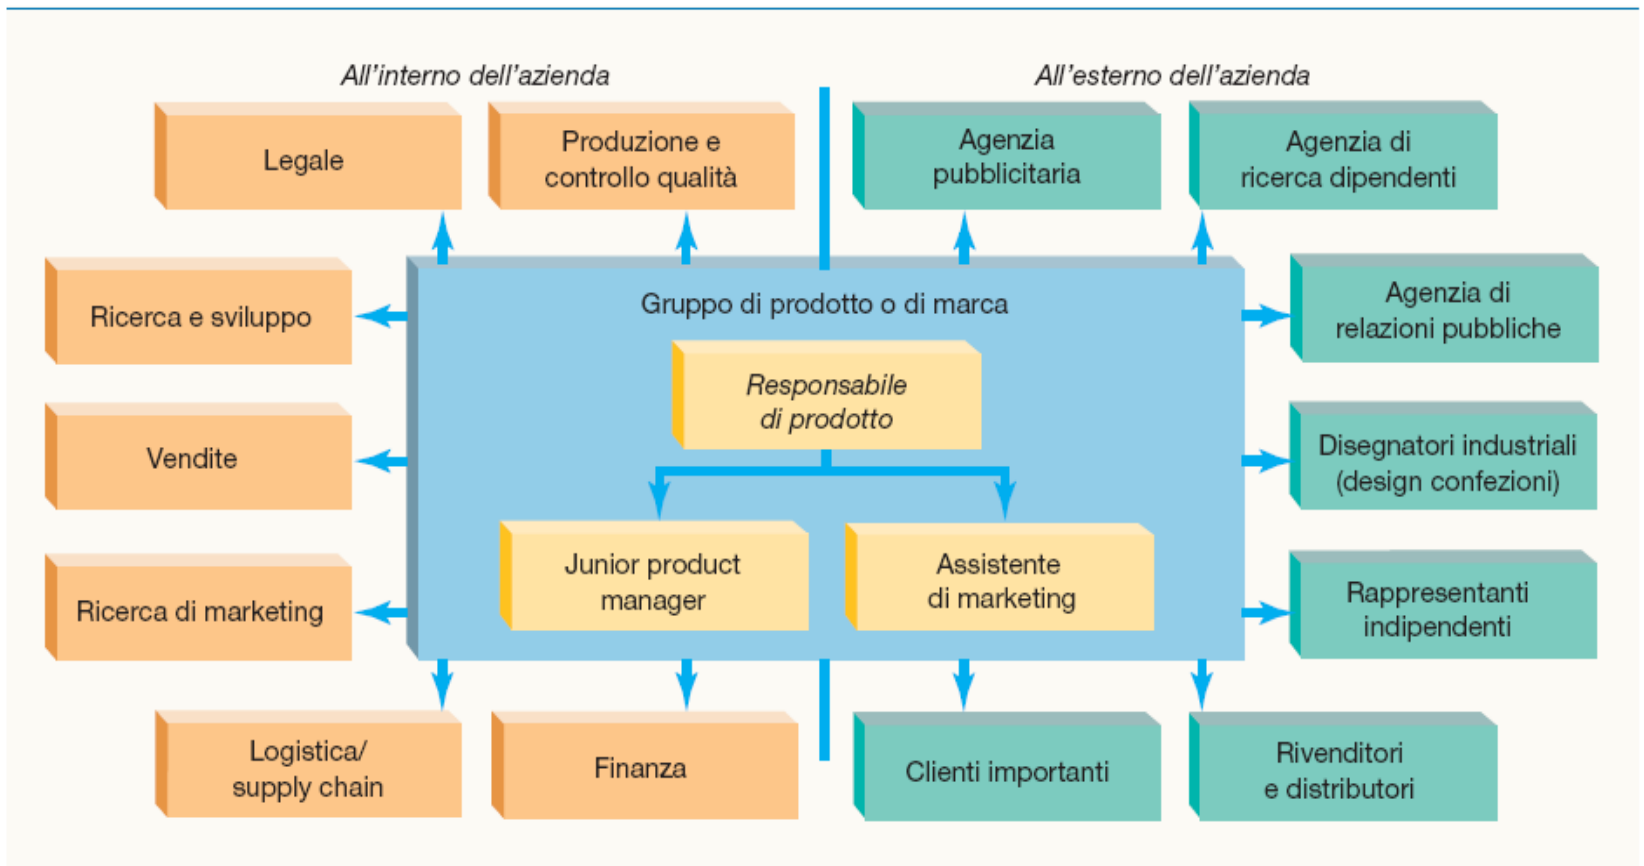 All'interno dell'azienda
All'esterno dell'azienda
Legale
Produzione e
controllo qualità
Agenzia
pubblicitaria
Agenzia di
ricerca dipendenti
Ricerca e sviluppo
Gruppo di prodotto o di marca
Agenzia di
relazioni pubbliche
Responsabile
di prodotto
Vendite
Disegnatori industriali
(design confezioni)
Junior product
manager
Assistente
di marketing
Ricerca di marketing
Rappresentanti
indipendenti
Logistica/
supply chain
Finanza
Clienti importanti
Rivenditori
e distributori